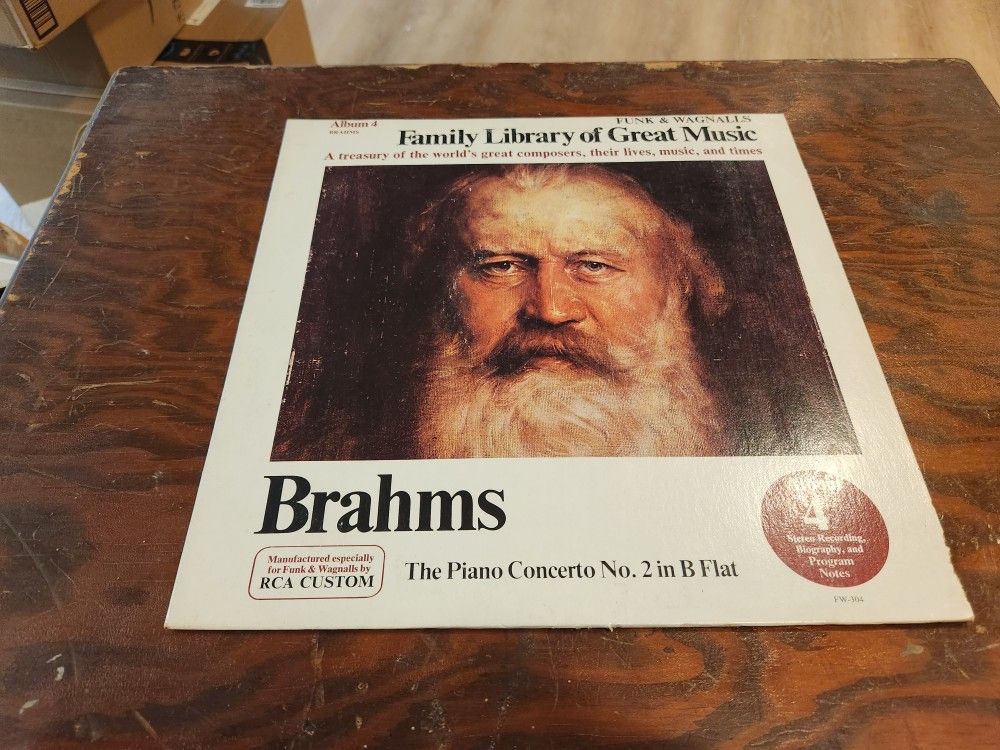 Album 4
BRAHMS
FUNK & WAGNALLS
Family Library of Great Music
A treasury of the world's great composers, their lives, music, and times
Brahms
Manufactured especially
for Funk & Wagnalls by
RCA CUSTOM
The Piano Concerto No. 2 in B Flat
4
Stereo Recording,
Biography, and
Program
Notes
FW-304